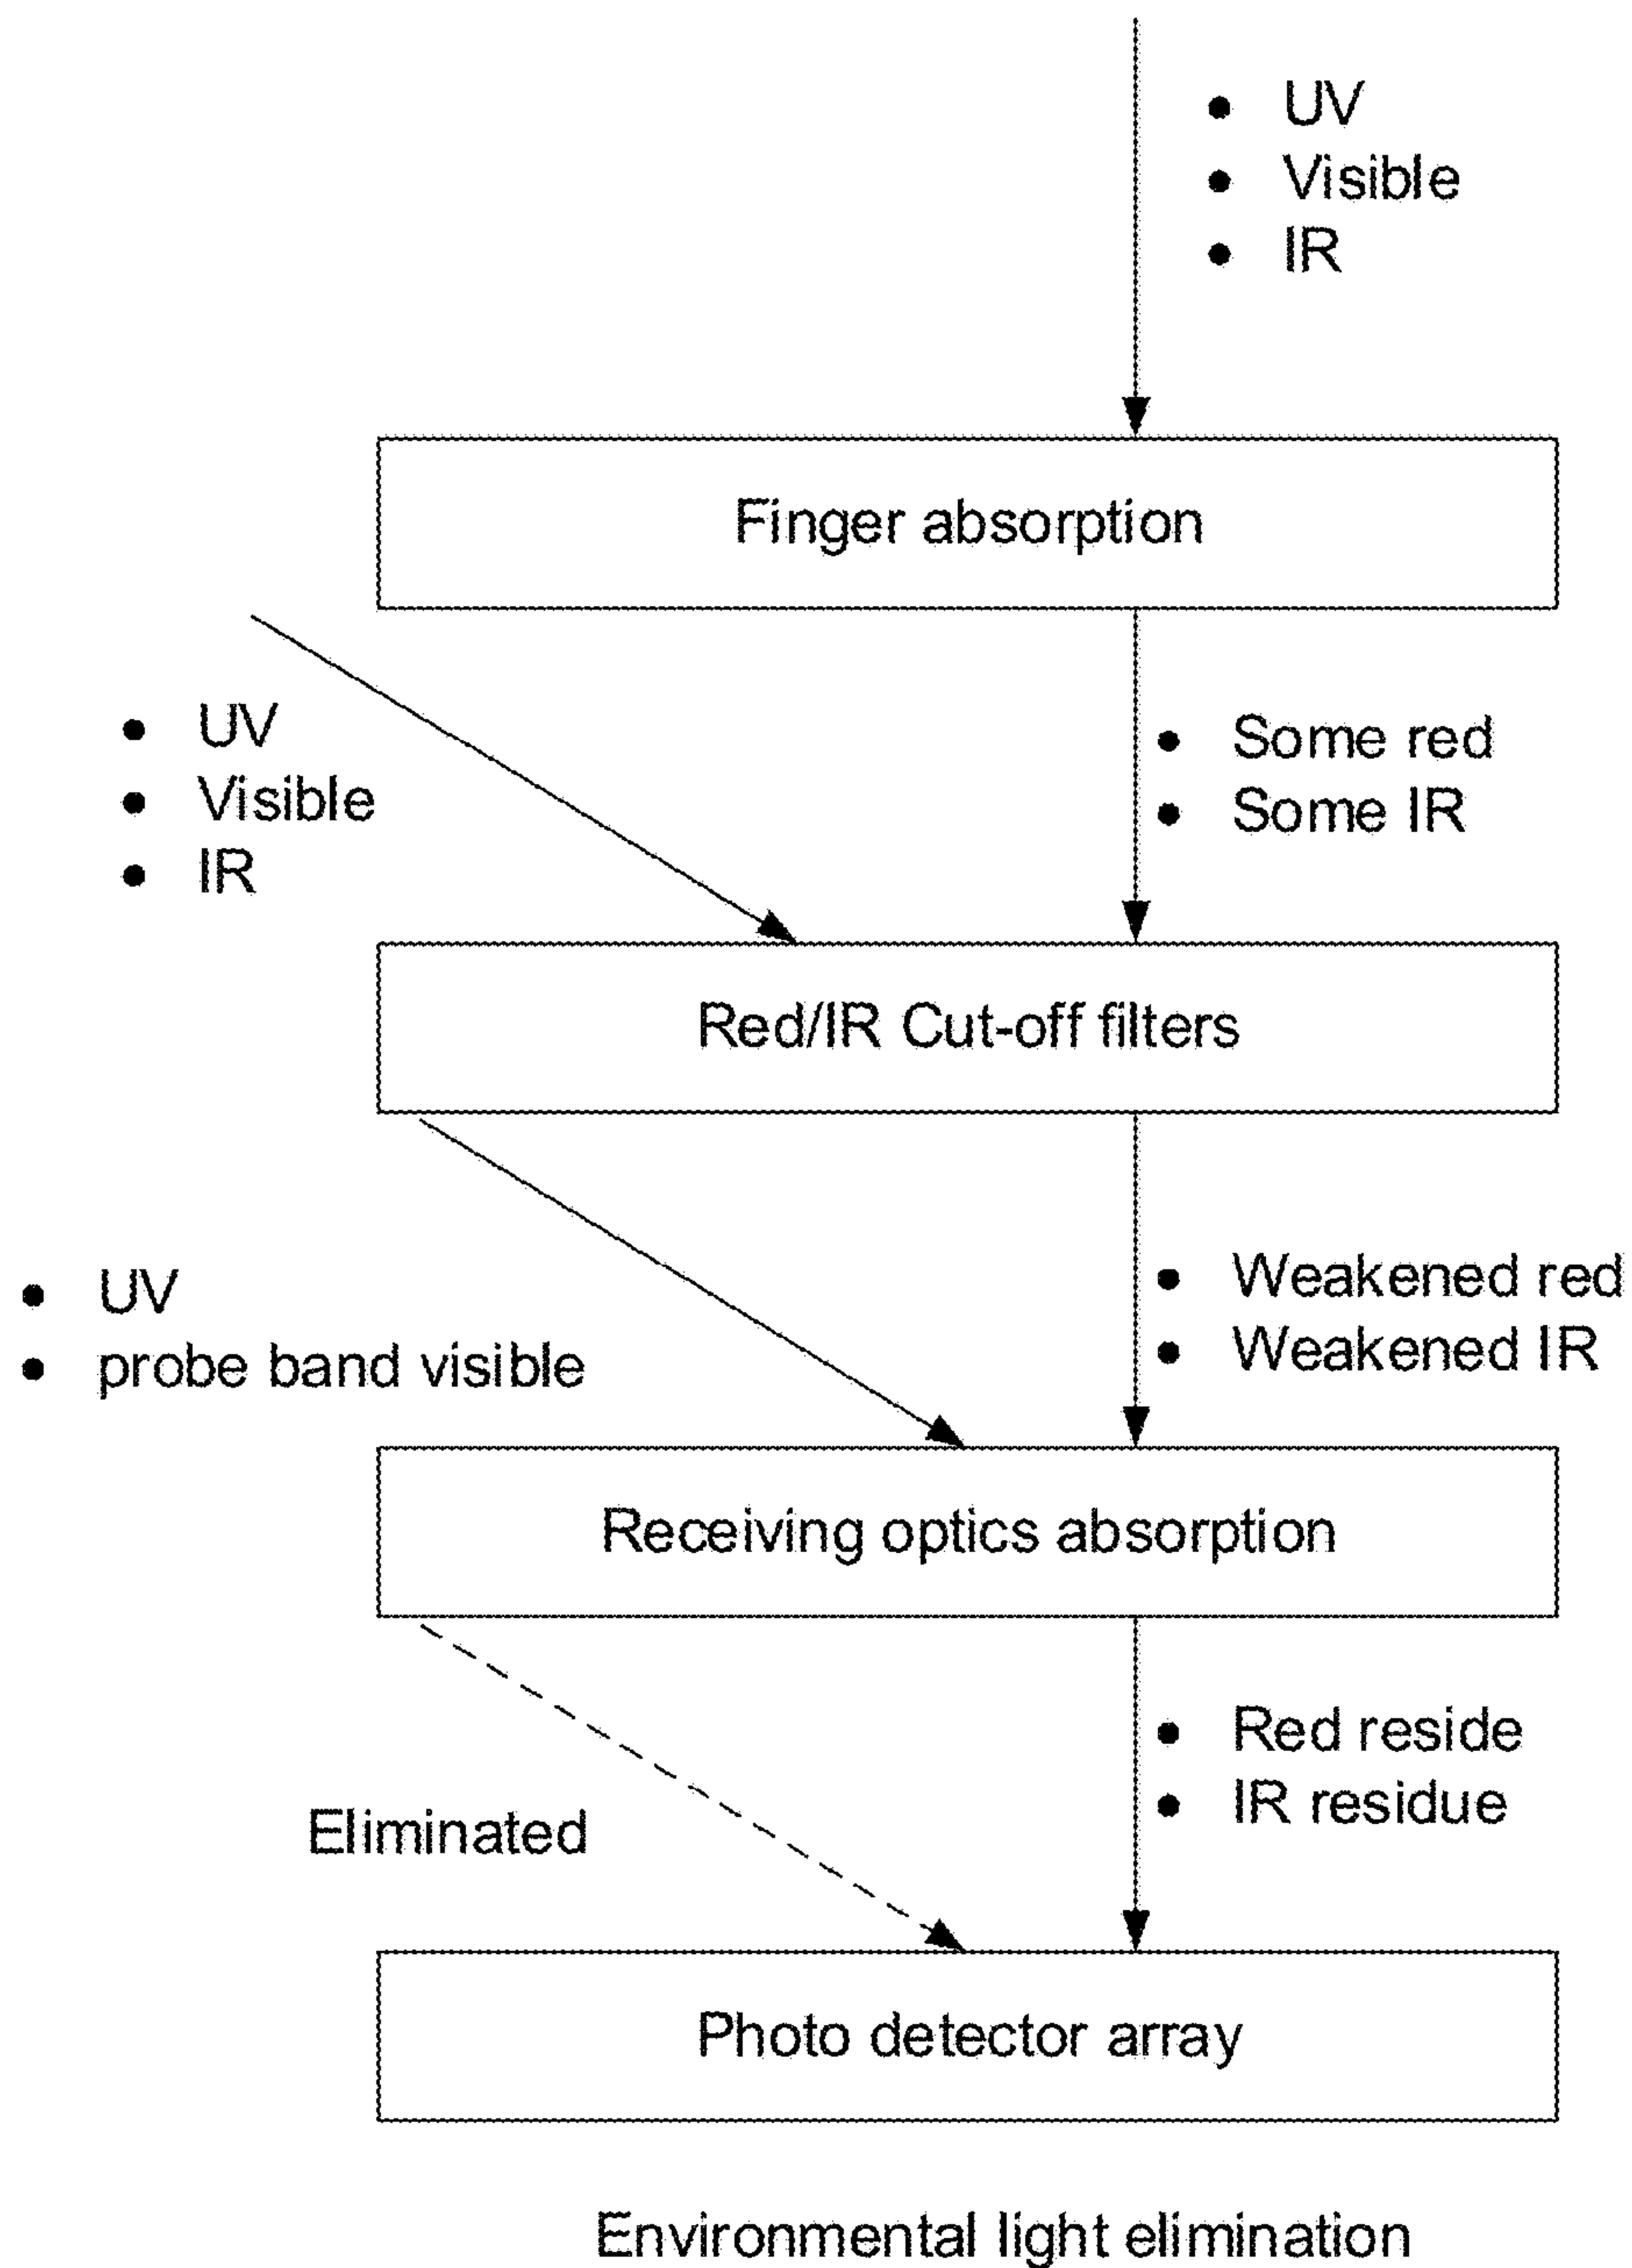 • UV
• Visible
• IR
Finger absorption
• UV
• Visible
• IR
• Some red
• Some IR
Red/IR Cut-off filters
• UV
• probe band visible
• Weakened red
• Weakened IR
Receiving optics absorption
Eliminated
• Red reside
• IR residue
Photo detector array
Environmental light elimination